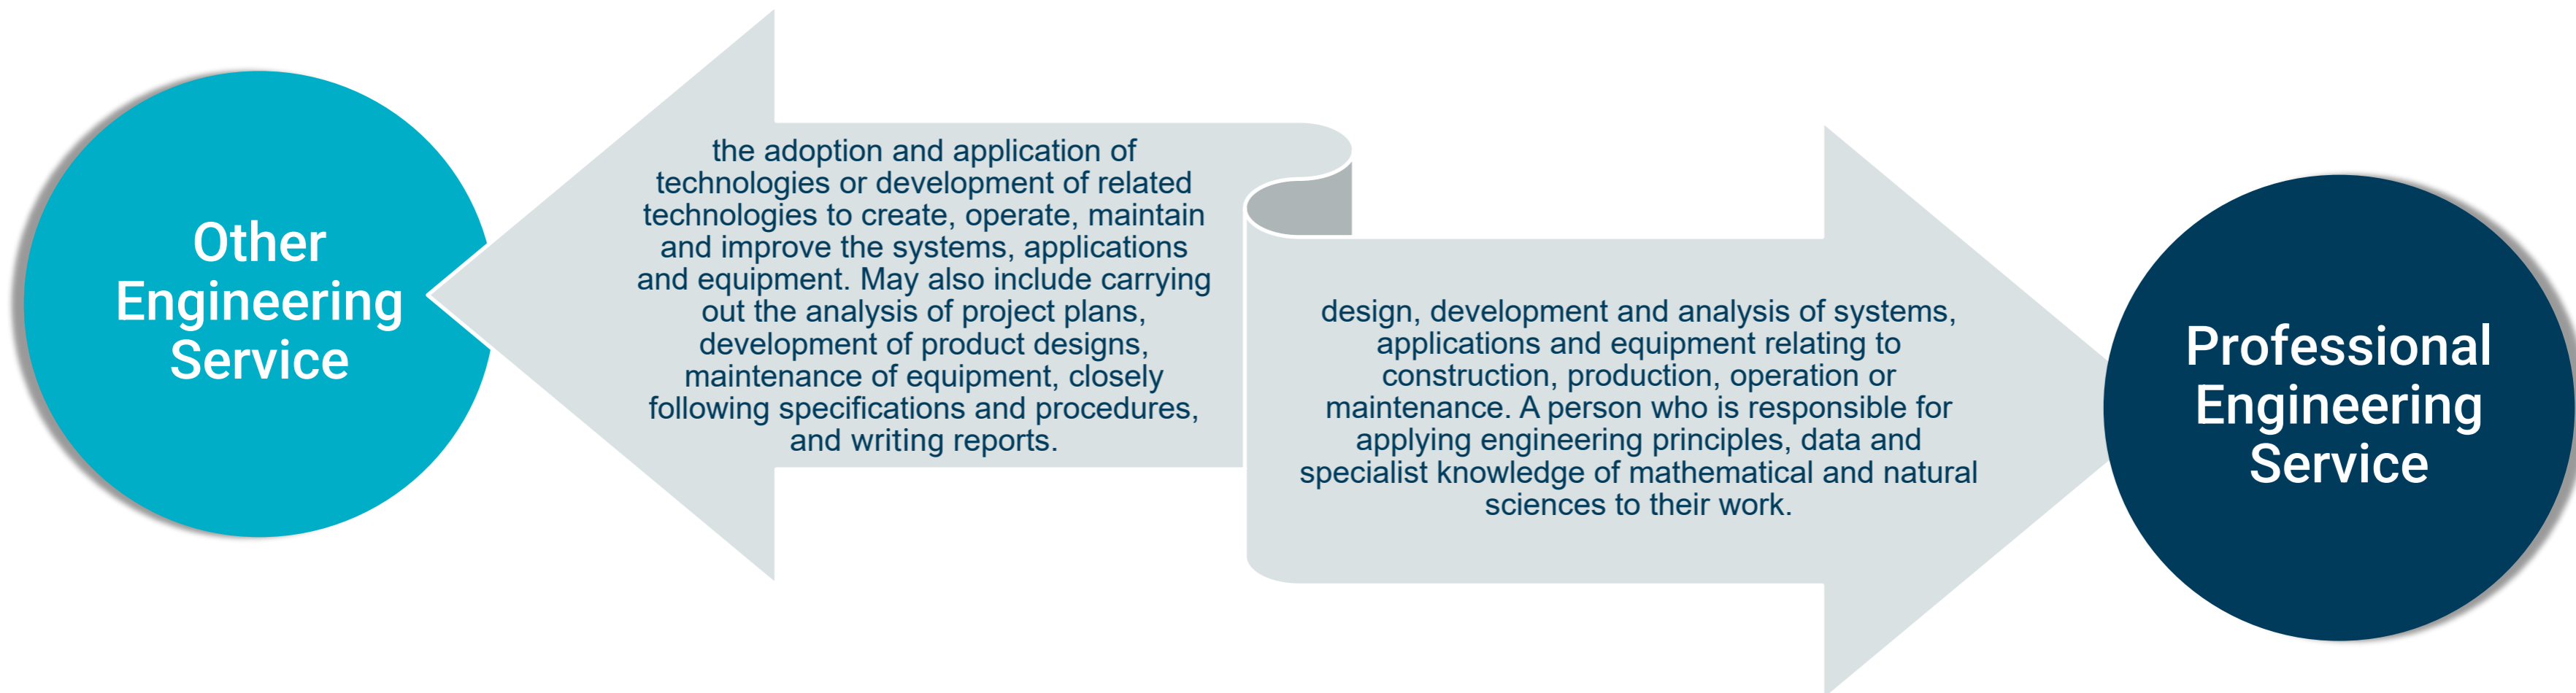 Other
Engineering
Service
the adoption and application of
technologies or development of related
technologies to create, operate, maintain
and improve the systems, applications
and equipment. May also include carrying
out the analysis of project plans,
development of product designs,
maintenance of equipment, closely
following specifications and procedures,
and writing reports.
design, development and analysis of systems,
applications and equipment relating to
construction, production, operation or
maintenance. A person who is responsible for
applying engineering principles, data and
specialist knowledge of mathematical and natural
sciences to their work.
Professional
Engineering
Service